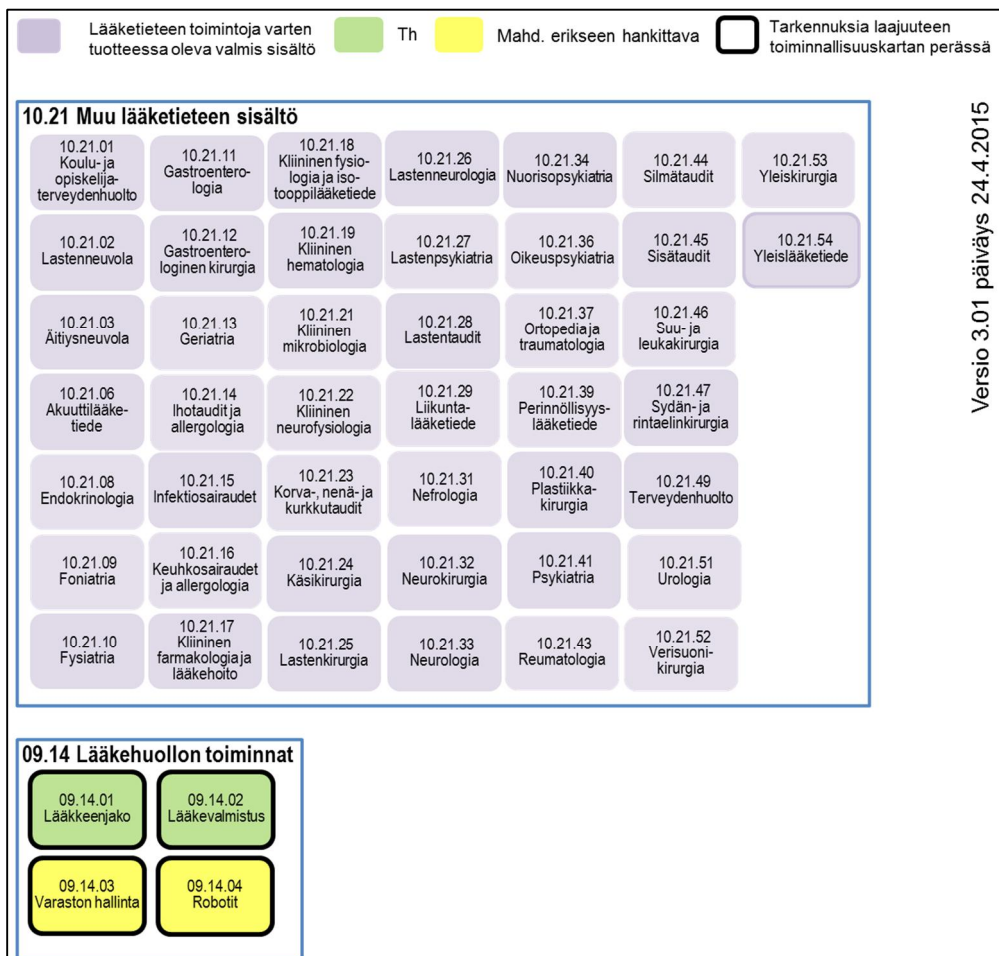 Lääketieteen toimintoja varten
tuotteessa oleva valmis sisältö
Th
Mahd. erikseen hankittava
Tarkennuksia laajuuteen
toiminnallisuuskartan perässä
Versio 3.01 päiväys 24.4.2015
10.21 Muu lääketieteen sisältö
10.21.01
Koulu- ja
opiskelija-
terveydenhuolto
10.21.11
Gastroentero-
logia
10.21.18
Kliininen fysio-
logia ja iso-
tooppilääketiede
10.21.26
Lastenneurologia
10.21.34
Nuorisopsykiatria
10.21.44
Silmätaudit
10.21.53
Yleiskirurgia
10.21.02
Lastenneuvola
10.21.12
Gastroentero-
loginen kirurgia
10.21.19
Kliininen
hematologia
10.21.27
Lastenpsykiatria
10.21.36
Oikeuspsykiatria
10.21.45
Sisätaudit
10.21.54
Yleislääketiede
10.21.03
Äitiysneuvola
10.21.13
Geriatria
10.21.21
Kliininen
mikrobiologia
10.21.28
Lastentaudit
10.21.37
Ortopedia ja
traumatologia
10.21.46
Suu- ja
leukakirurgia
10.21.06
Akuuttilääke-
tiede
10.21.14
Ihotaudit ja
allergologia
10.21.22
Kliininen
neurofysiologia
10.21.29
Liikunta-
lääketiede
10.21.39
Perinnöllisyys-
lääketiede
10.21.47
Sydän- ja
rintaelinkirurgia
10.21.08
Endokrinologia
10.21.15
Infektiosairaudet
10.21.23
Korva-, nenä- ja
kurkkutaudit
10.21.31
Nefrologia
10.21.40
Plastiikka-
kirurgia
10.21.49
Terveydenhuolto
10.21.09
Foniatria
10.21.16
Keuhkosairaudet
ja allergologia
10.21.24
Käsikirurgia
10.21.32
Neurokirurgia
10.21.41
Psykiatria
10.21.51
Urologia
10.21.10
Fysiatria
10.21.17
Kliininen
farmakologia ja
lääkehoito
10.21.25
Lastenkirurgia
10.21.33
Neurologia
10.21.43
Reumatologia
10.21.52
Verisuoni-
kirurgia
09.14 Lääkehuollon toiminnat
09.14.01
Lääkkeenjako
09.14.02
Lääkevalmistus
09.14.03
Varaston hallinta
09.14.04
Robotit